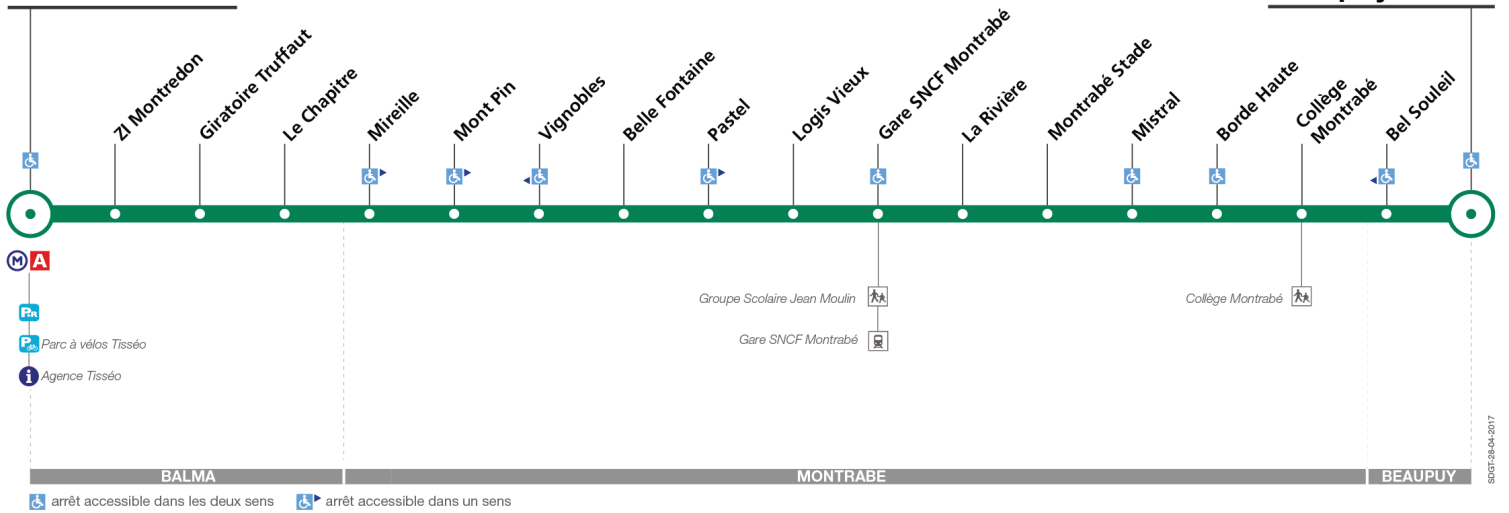 ZI Montredon
Giratoire Truffaut
Le Chapitre
Mireille
Mont Pin
Vignobles
Belle Fontaine
Pastel
Logis Vieux
Gare SNCF Montrabé
La Rivière
Montrabé Stade
Mistral
Borde Haute
Collège
Montrabé
Bel Souleil
M A
P+R
Groupe Scolaire Jean Moulin
Collège Montrabé
Gare SNCF Montrabé
P Parc à vélos Tisséo
i Agence Tisséo
BALMA
MONTRABE
BEAUPUY
arrêt accessible dans les deux sens
arrêt accessible dans un sens
SDGT-28-04-2017